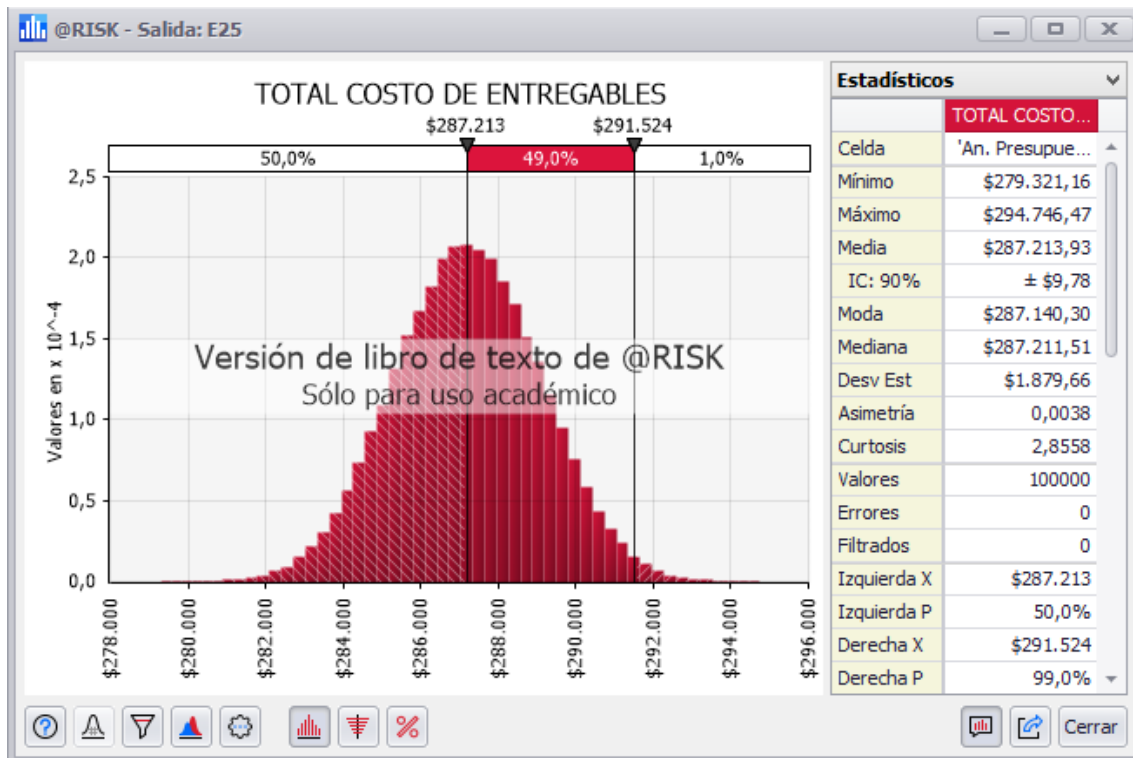 @RISK - Salida: E25
TOTAL COSTO DE ENTREGABLES
$287.213 $291.524
50,0% 49,0% 1,0%
2,5
2,0
1,5
1,0
0,5
0,0
Valores en x 10^-4
Versión de libro de texto de @RISK
Sólo para uso académico
$278.000
$280.000
$282.000
$284.000
$286.000
$288.000
$290.000
$292.000
$294.000
$296.000
Estadísticos
TOTAL COSTO...
Celda 'An. Presupue...
Mínimo $279.321,16
Máximo $294.746,47
Media $287.213,93
IC: 90% ± $9,78
Moda $287.140,30
Mediana $287.211,51
Desv Est $1.879,66
Asimetría 0,0038
Curtosis 2,8558
Valores 100000
Errores 0
Filtrados 0
Izquierda X $287.213
Izquierda P 50,0%
Derecha X $291.524
Derecha P 99,0%
Cerrar